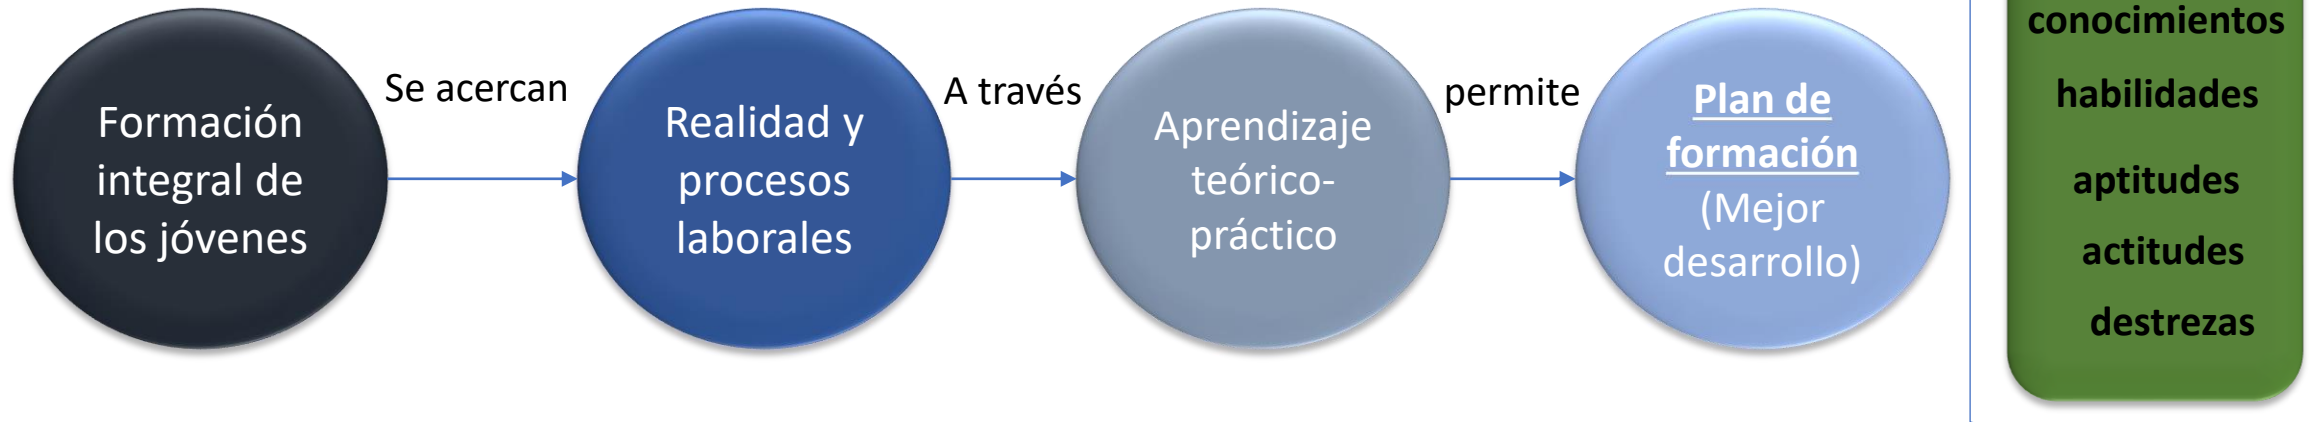 Formación
integral de
los jóvenes
Se acercan
Realidad y
procesos
laborales
A través
Aprendizaje
teórico-
práctico
permite
Plan de
formación
(Mejor
desarrollo)
conocimientos
habilidades
aptitudes
actitudes
destrezas